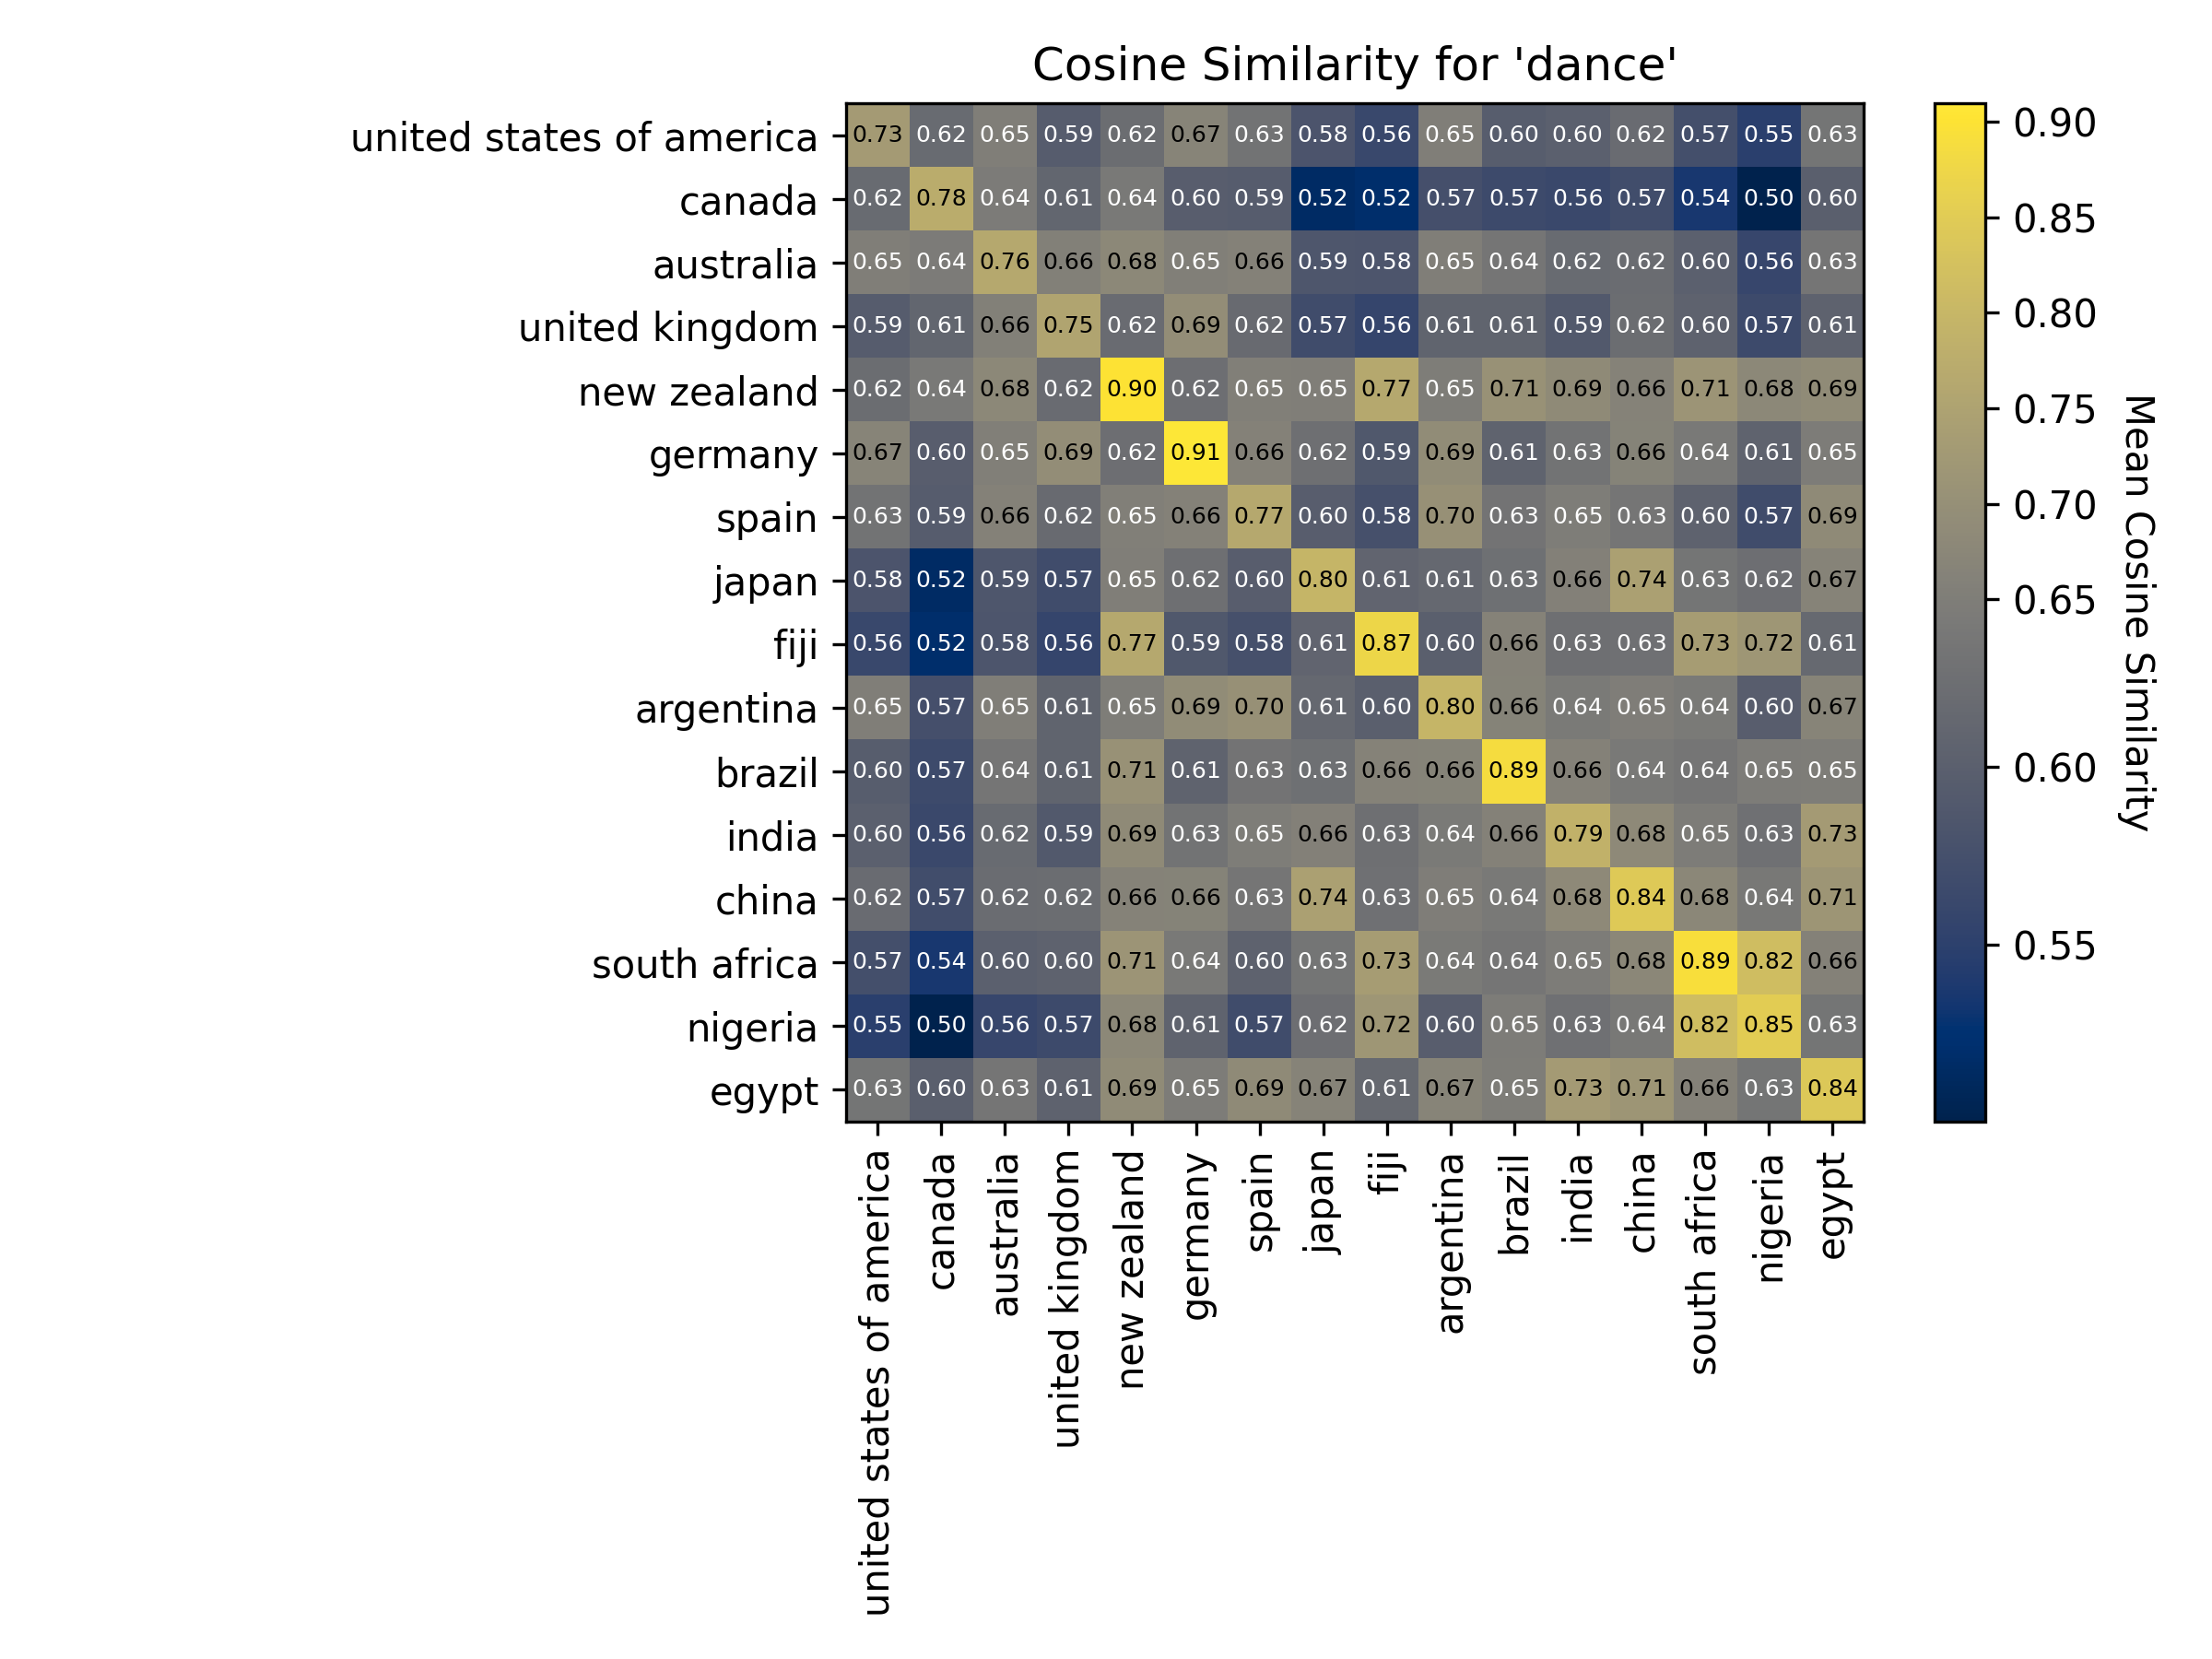 Cosine Similarity for 'dance'
united states of america 0.73 0.62 0.65 0.59 0.62 0.67 0.63 0.58 0.56 0.65 0.60 0.60 0.62 0.57 0.55 0.63
canada 0.62 0.78 0.64 0.61 0.64 0.60 0.59 0.52 0.52 0.57 0.57 0.56 0.57 0.54 0.50 0.60
australia 0.65 0.64 0.76 0.66 0.68 0.65 0.66 0.59 0.58 0.65 0.64 0.62 0.62 0.60 0.56 0.63
united kingdom 0.59 0.61 0.66 0.75 0.62 0.69 0.62 0.57 0.56 0.61 0.61 0.59 0.62 0.60 0.57 0.61
new zealand 0.62 0.64 0.68 0.62 0.90 0.62 0.65 0.65 0.77 0.65 0.71 0.69 0.66 0.71 0.68 0.69
germany 0.67 0.60 0.65 0.69 0.62 0.91 0.66 0.62 0.59 0.69 0.61 0.63 0.66 0.64 0.61 0.65
spain 0.63 0.59 0.66 0.62 0.65 0.66 0.77 0.60 0.58 0.70 0.63 0.65 0.63 0.60 0.57 0.69
japan 0.58 0.52 0.59 0.57 0.65 0.62 0.60 0.80 0.61 0.61 0.63 0.66 0.74 0.63 0.62 0.67
fiji 0.56 0.52 0.58 0.56 0.77 0.59 0.58 0.61 0.87 0.60 0.66 0.63 0.63 0.73 0.72 0.61
argentina 0.65 0.57 0.65 0.61 0.65 0.69 0.70 0.61 0.60 0.80 0.66 0.64 0.65 0.64 0.60 0.67
brazil 0.60 0.57 0.64 0.61 0.71 0.61 0.63 0.63 0.66 0.66 0.89 0.66 0.64 0.64 0.65 0.65
india 0.60 0.56 0.62 0.59 0.69 0.63 0.65 0.66 0.63 0.64 0.66 0.79 0.68 0.65 0.63 0.73
china 0.62 0.57 0.62 0.62 0.66 0.66 0.63 0.74 0.63 0.65 0.64 0.68 0.84 0.68 0.64 0.71
south africa 0.57 0.54 0.60 0.60 0.71 0.64 0.60 0.63 0.73 0.64 0.64 0.65 0.68 0.89 0.82 0.66
nigeria 0.55 0.50 0.56 0.57 0.68 0.61 0.57 0.62 0.72 0.60 0.65 0.63 0.64 0.82 0.85 0.63
egypt 0.63 0.60 0.63 0.61 0.69 0.65 0.69 0.67 0.61 0.67 0.65 0.73 0.71 0.66 0.63 0.84
united states of america
canada
australia
united kingdom
new zealand
germany
spain
japan
fiji
argentina
brazil
india
china
south africa
nigeria
egypt
0.90
0.85
0.80
0.75
0.70
0.65
0.60
0.55
Mean Cosine Similarity